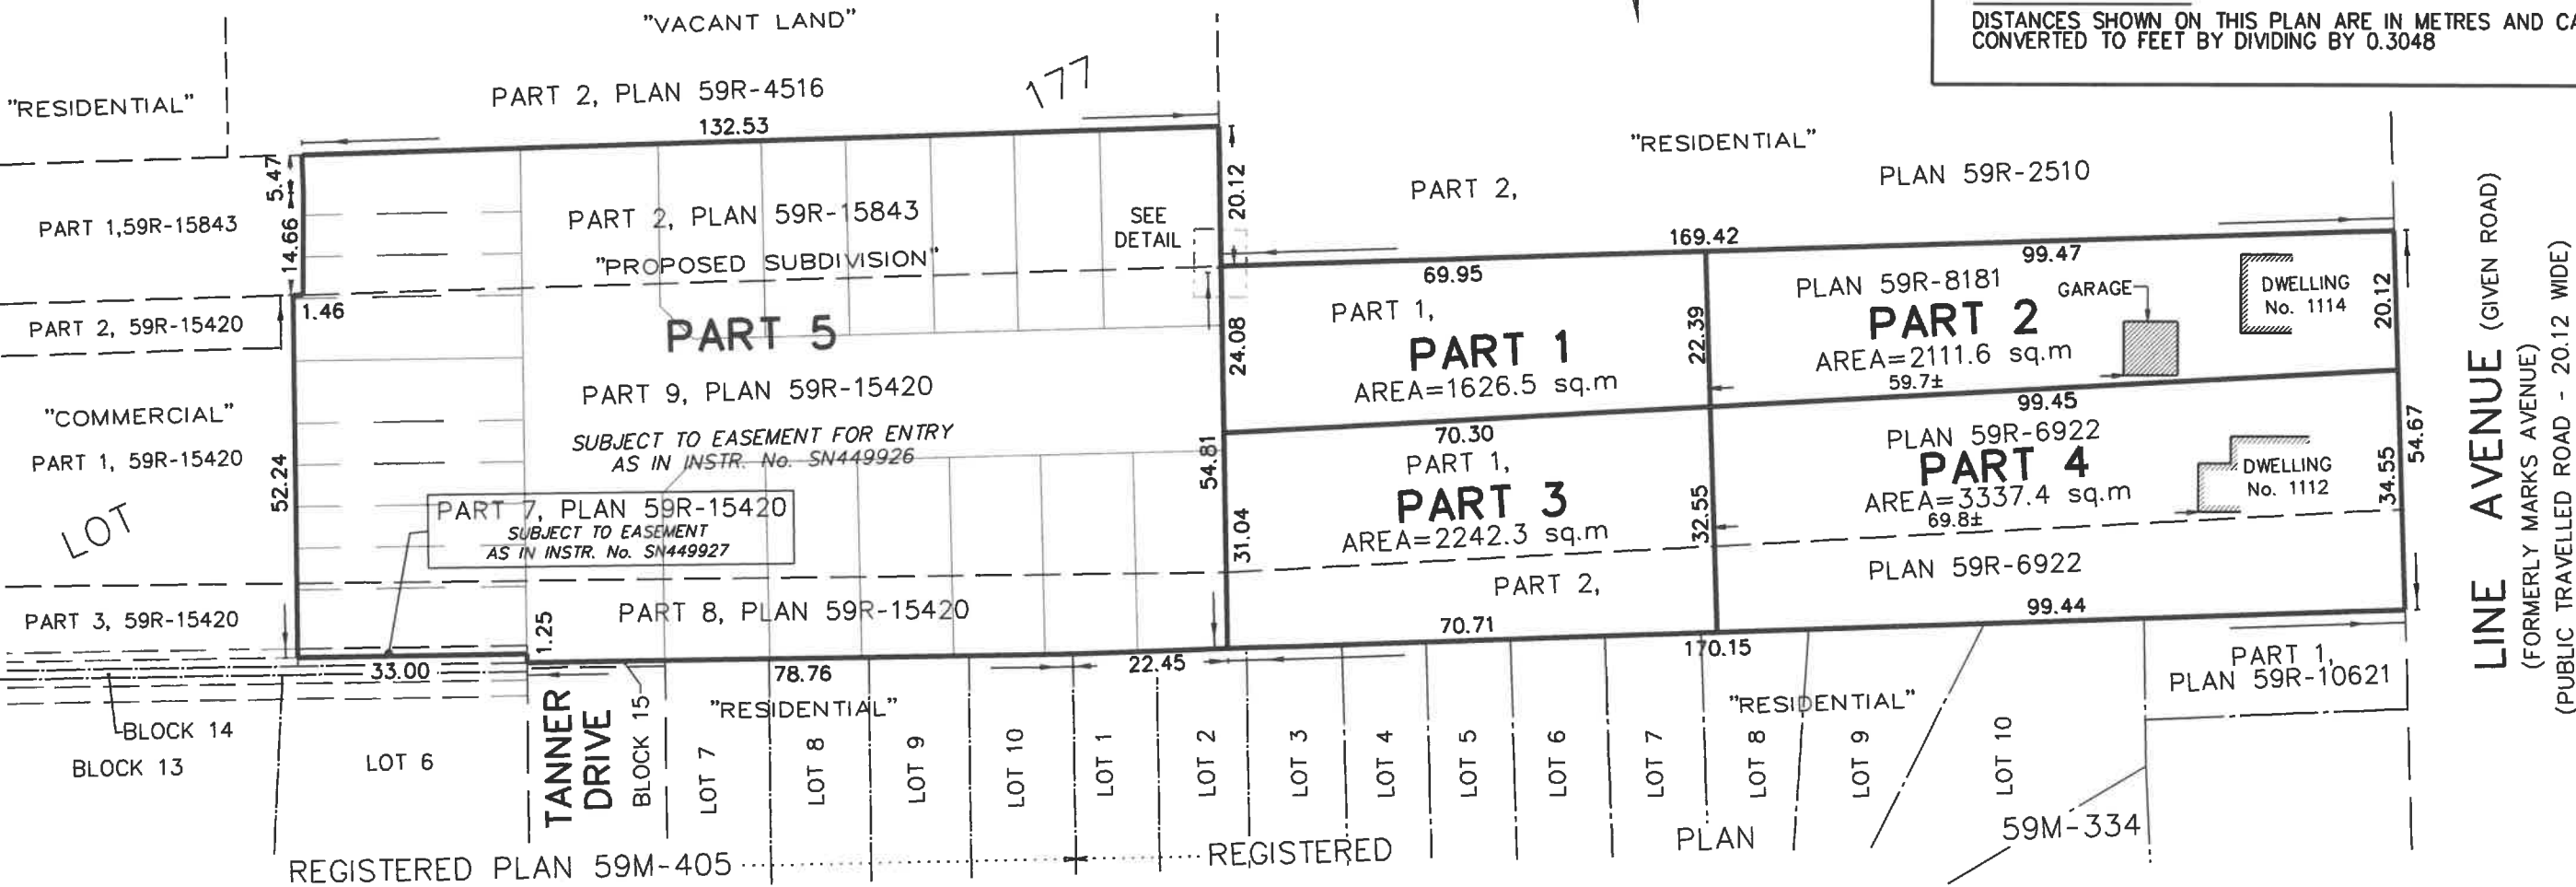 "VACANT LAND"
DISTANCES SHOWN ON THIS PLAN ARE IN METRES AND CA
CONVERTED TO FEET BY DIVIDING BY 0.3048
"RESIDENTIAL"
PART 2, PLAN 59R-4516
177
132.53
"RESIDENTIAL"
PART 2,
PLAN 59R-2510
5.47
14.66
PART 1,59R-15843
PART 2, PLAN 59R-15843
"PROPOSED SUBDIVISION"
SEE
DETAIL
20.12
169.42
69.95
99.47
PART 2, 59R-15420
1.46
PART 5
24.08
PART 1,
PART 1
AREA=1626.5 sq.m
22.39
PLAN 59R-8181
PART 2
AREA=2111.6 sq.m
59.7±
GARAGE
DWELLING
No. 1114
20.12
"COMMERCIAL"
PART 1, 59R-15420
LOT
52.24
PART 9, PLAN 59R-15420
SUBJECT TO EASEMENT FOR ENTRY
AS IN INSTR. No. SN449926
54.81
70.30
99.45
PART 7, PLAN 59R-15420
SUBJECT TO EASEMENT
AS IN INSTR. No. SN449927
31.04
PART 1,
PART 3
AREA=2242.3 sq.m
32.55
PLAN 59R-6922
PART 4
AREA=3337.4 sq.m
69.8±
DWELLING
No. 1112
34.55
54.67
PART 3, 59R-15420
1.25
PART 8, PLAN 59R-15420
PART 2,
PLAN 59R-6922
33.00
78.76
22.45
70.71
170.15
99.44
LINE AVENUE (GIVEN ROAD)
(FORMERLY MARKS AVENUE)
(PUBLIC TRAVELLED ROAD - 20.12 WIDE)
BLOCK 14
BLOCK 13
LOT 6
TANNER
DRIVE
BLOCK 15
"RESIDENTIAL"
LOT 7
LOT 8
LOT 9
LOT 10
LOT 1
LOT 2
LOT 3
LOT 4
LOT 5
LOT 6
LOT 7
"RESIDENTIAL"
LOT 8
LOT 9
LOT 10
PART 1,
PLAN 59R-10621
REGISTERED PLAN 59M-405
REGISTERED PLAN 59M-334